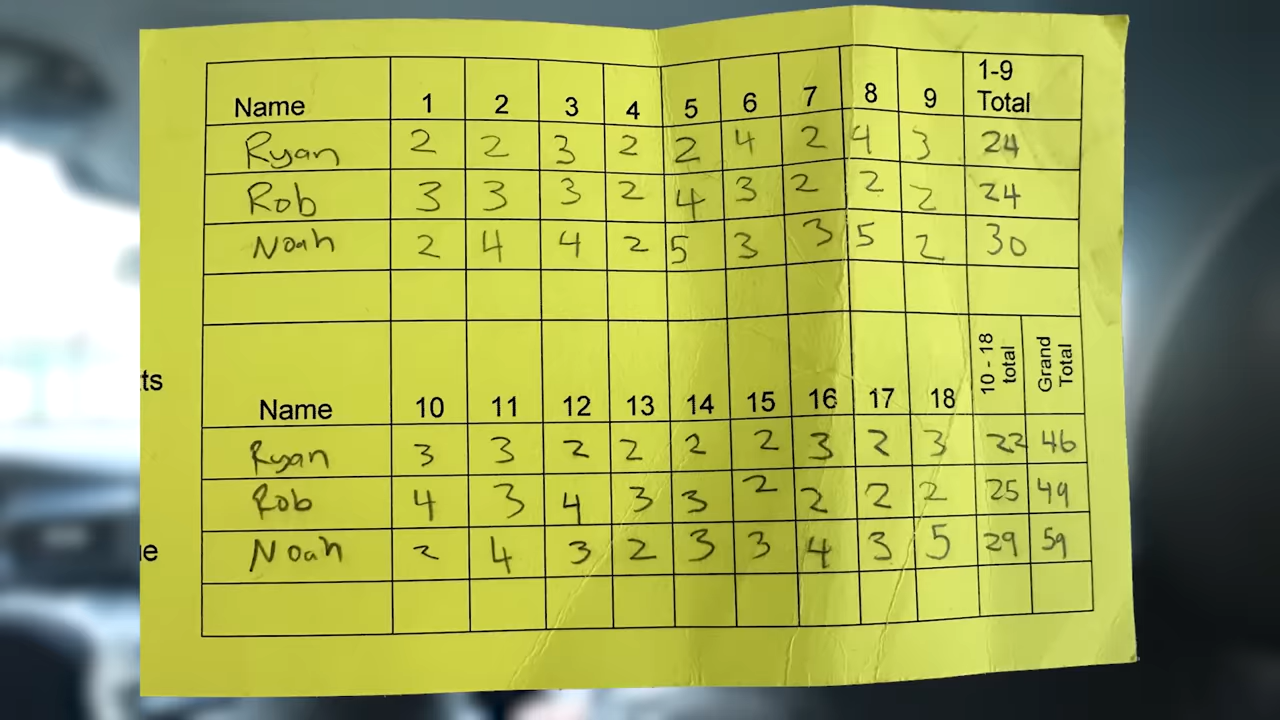 Name 1 2 3 4 5 6 7 8 9 1-9 Total
Ryan 2 2 3 2 2 4 2 4 3 24
Rob 3 3 3 2 4 3 2 2 2 24
Noah 2 4 4 2 5 3 3 5 2 30
ts
Name 10 11 12 13 14 15 16 17 18 10 - 18 total Grand Total
Ryan 3 3 2 2 2 2 3 2 3 22 46
Rob 4 3 4 3 3 2 2 2 2 25 49
e Noah 2 4 3 2 3 3 4 3 5 29 59